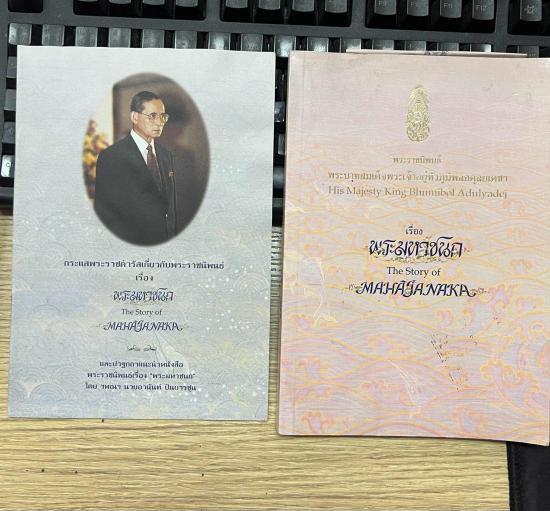 กระแสพระราชดำรัสเกี่ยวกับพระราชนิพนธ์
เรื่อง
พระมหาชนก
The Story of
MAHAJANAKA
และปาฐกถาแนะนำหนังสือ
พระราชนิพนธ์เรื่อง "พระมหาชนก"
โดย ฯพณฯ นายอานันท์ ปันยารชุน
พระราชนิพนธ์
พระบาทสมเด็จพระเจ้าอยู่หัวภูมิพลอดุลยเดชฯ
His Majesty King Bhumibol Adulyadej
เรื่อง
พระมหาชนก
The Story of
MAHAJANAKA